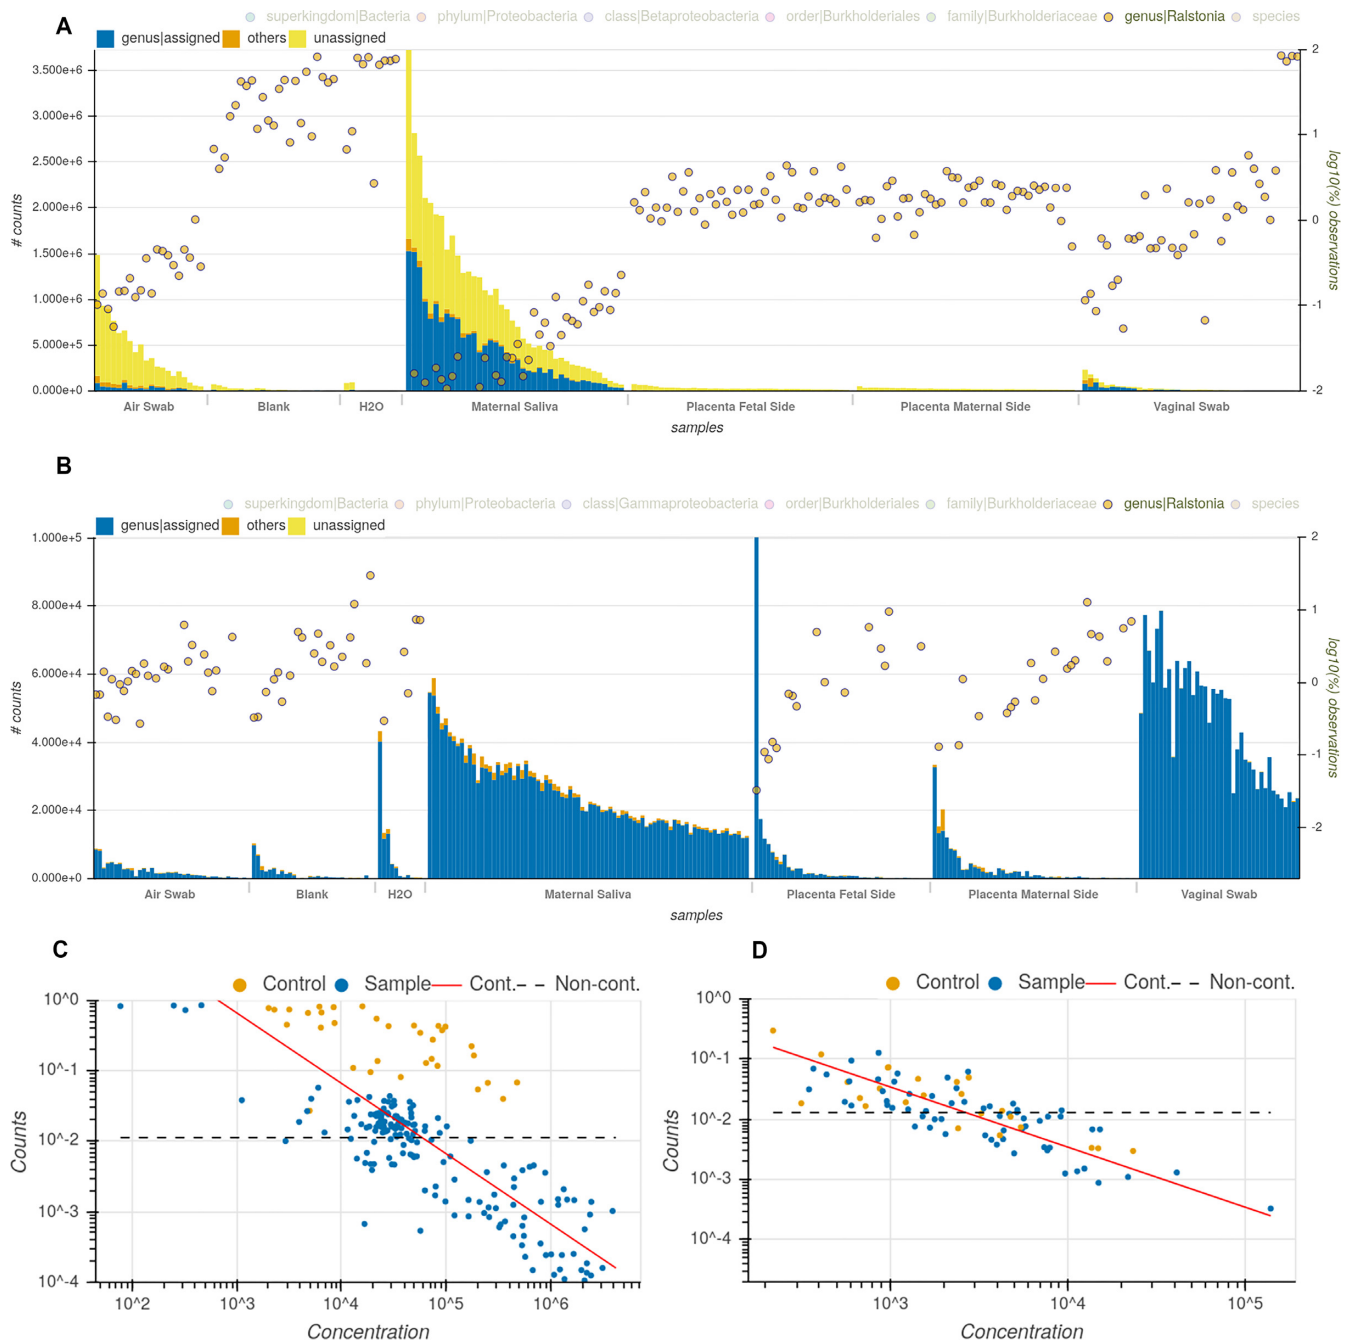 A
superkingdom|Bacteria phylum|Proteobacteria class|Betaproteobacteria order|Burkholderiales family|Burkholderiaceae genus|Ralstonia species
genus|assigned others unassigned
3.500e+6
3.000e+6
2.500e+6
2.000e+6
1.500e+6
1.000e+6
5.000e+5
0.000e+0
# counts
2
1
0
-1
-2
log10(%) observations
Air Swab Blank H2O Maternal Saliva Placenta Fetal Side Placenta Maternal Side Vaginal Swab
samples
B
superkingdom|Bacteria phylum|Proteobacteria class|Gammaproteobacteria order|Burkholderiales family|Burkholderiaceae genus|Ralstonia species
genus|assigned others unassigned
1.000e+5
8.000e+4
6.000e+4
4.000e+4
2.000e+4
0.000e+0
# counts
2
1
0
-1
-2
log10(%) observations
Air Swab Blank H2O Maternal Saliva Placenta Fetal Side Placenta Maternal Side Vaginal Swab
samples
C
Control Sample Cont. Non-cont.
10^0
10^-1
10^-2
10^-3
10^-4
Counts
10^2 10^3 10^4 10^5 10^6
Concentration
D
Control Sample Cont. Non-cont.
10^0
10^-1
10^-2
10^-3
10^-4
Counts
10^3 10^4 10^5
Concentration